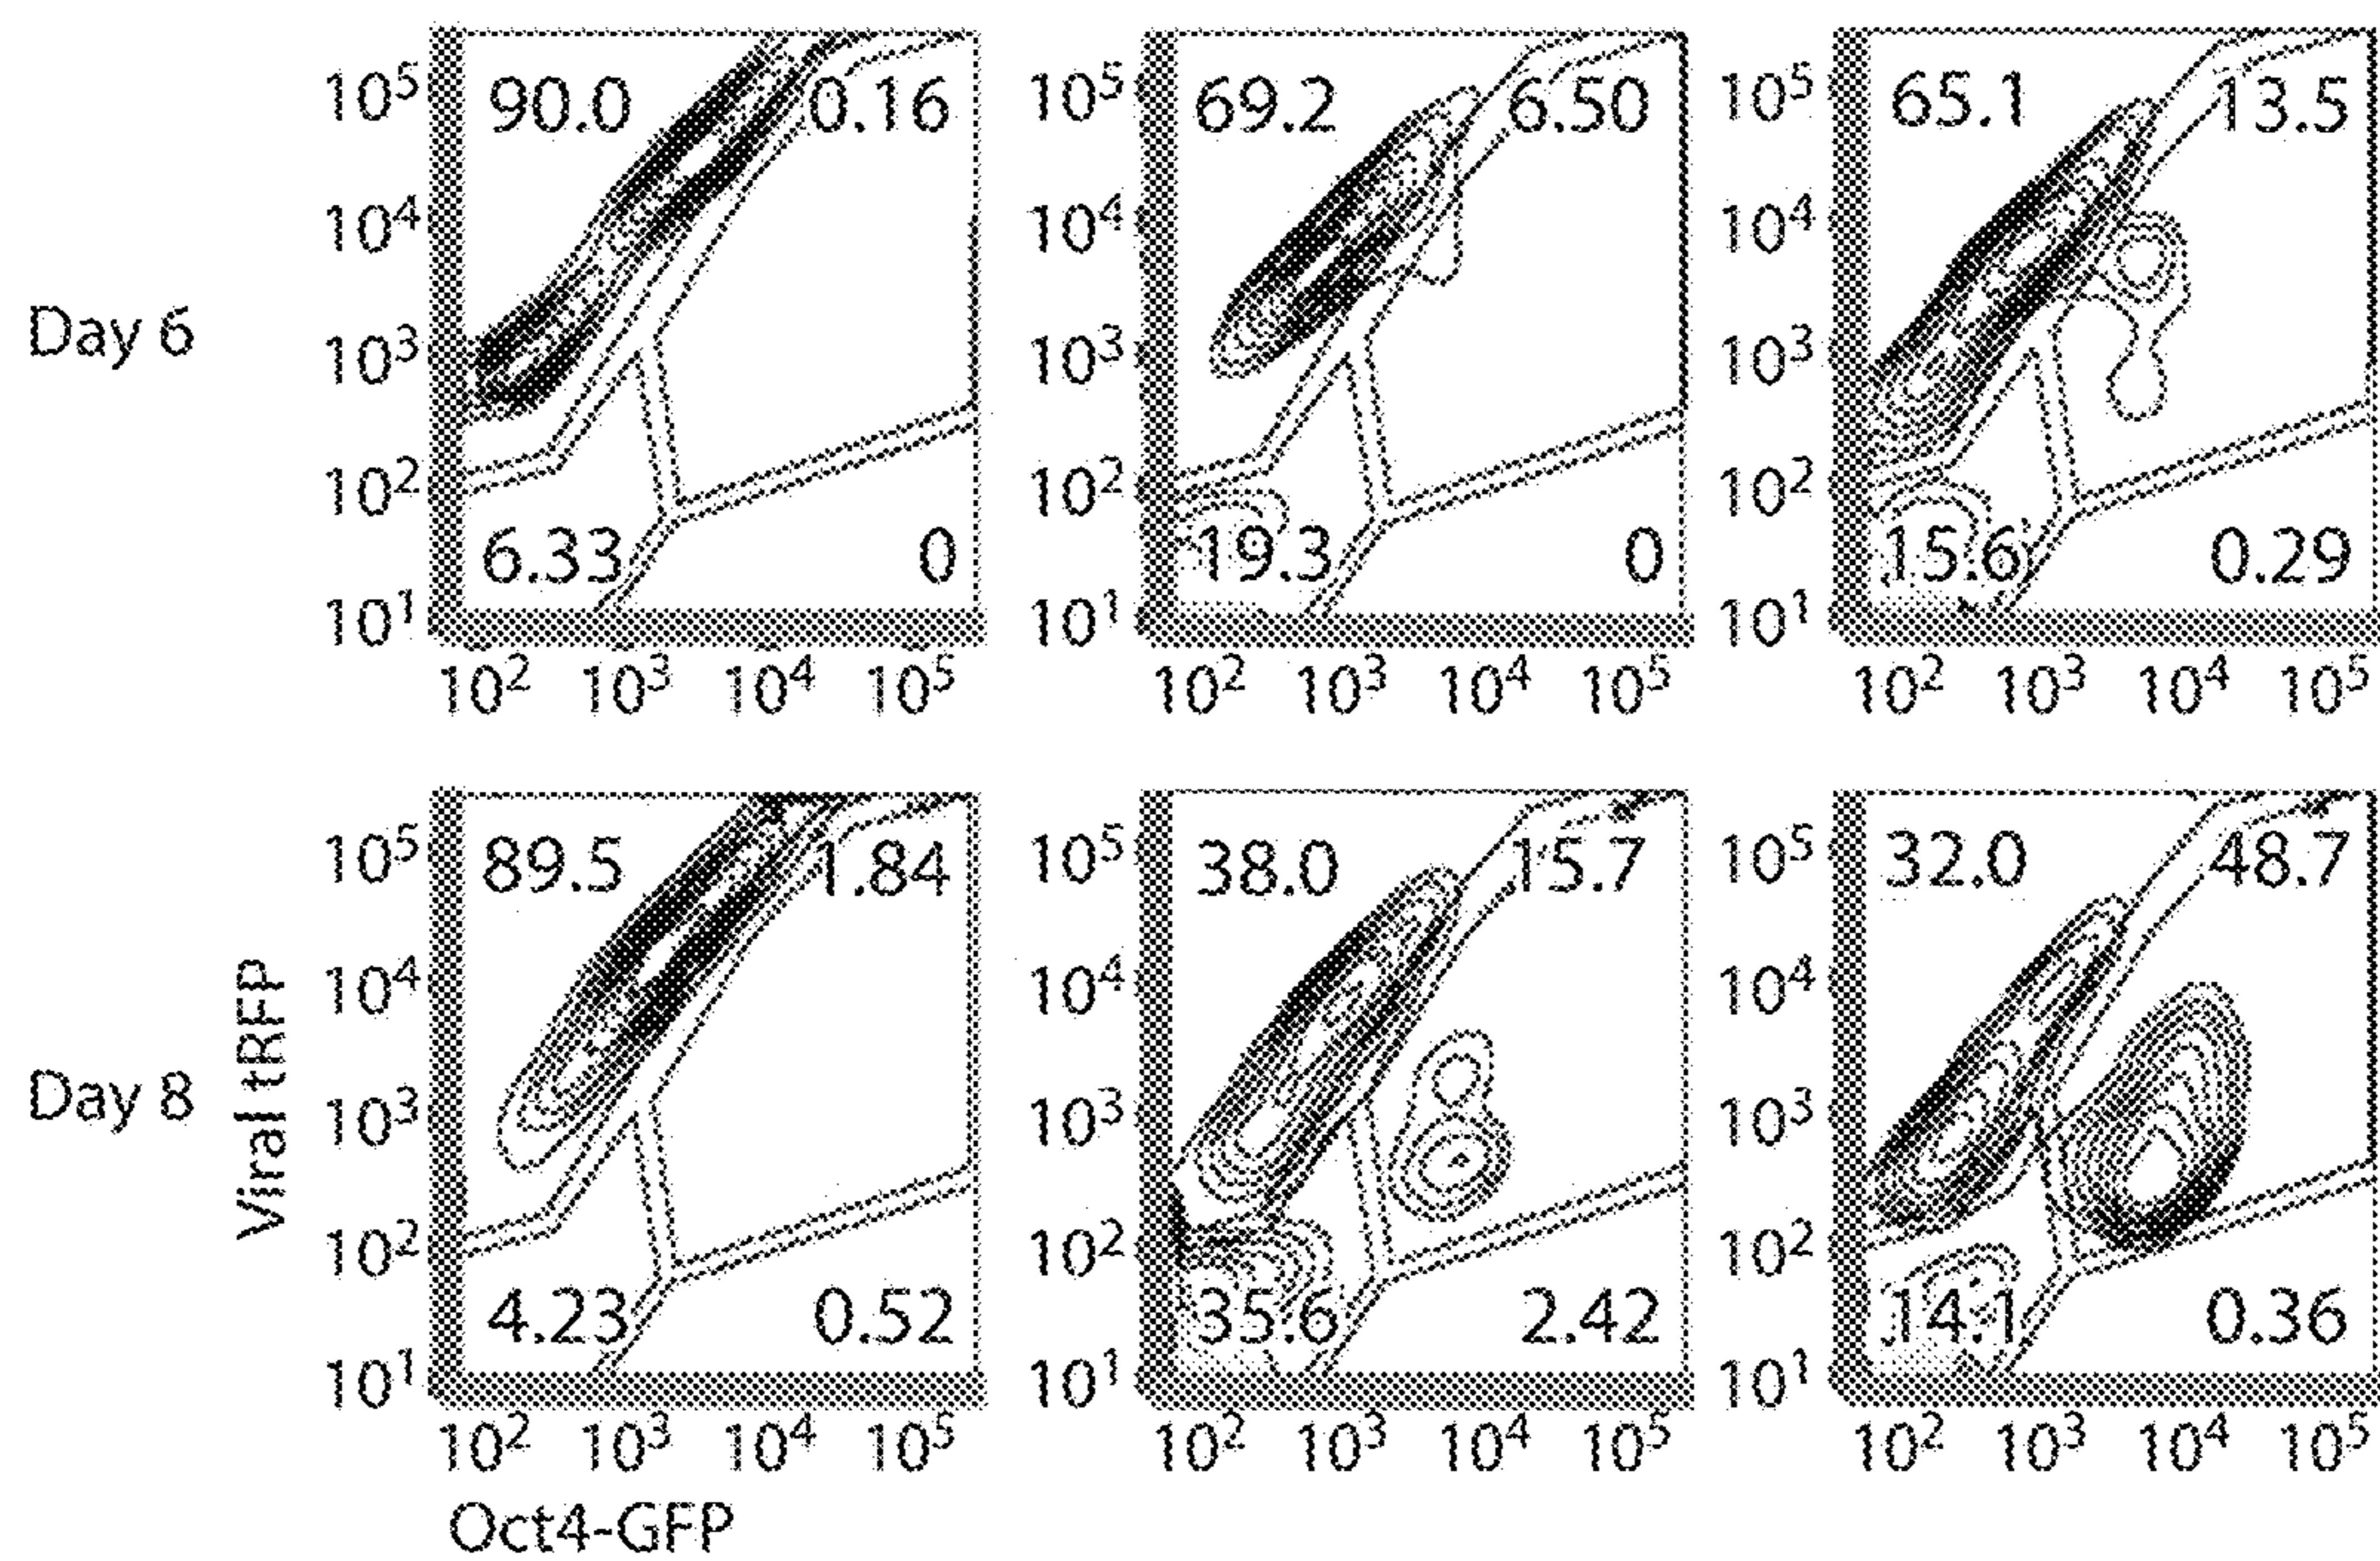 10⁵ 90.0 0.16 10⁵ 69.2 6.50 10⁵ 65.1 13.5
10⁴ 10⁴ 10⁴
Day 6 10³ 10³ 10³
10² 10² 10²
6.33 0 19.3 0 15.6 0.29
10¹ 10¹ 10¹
10² 10³ 10⁴ 10⁵ 10² 10³ 10⁴ 10⁵ 10² 10³ 10⁴ 10⁵
10⁵ 89.5 1.84 10⁵ 38.0 15.7 10⁵ 32.0 48.7
10⁴ 10⁴ 10⁴
Day 8 Viral tRFP 10³ 10³ 10³
10² 10² 10²
4.23 0.52 35.6 2.42 14.1 0.36
10¹ 10¹ 10¹
10² 10³ 10⁴ 10⁵ 10² 10³ 10⁴ 10⁵ 10² 10³ 10⁴ 10⁵
Oct4-GFP